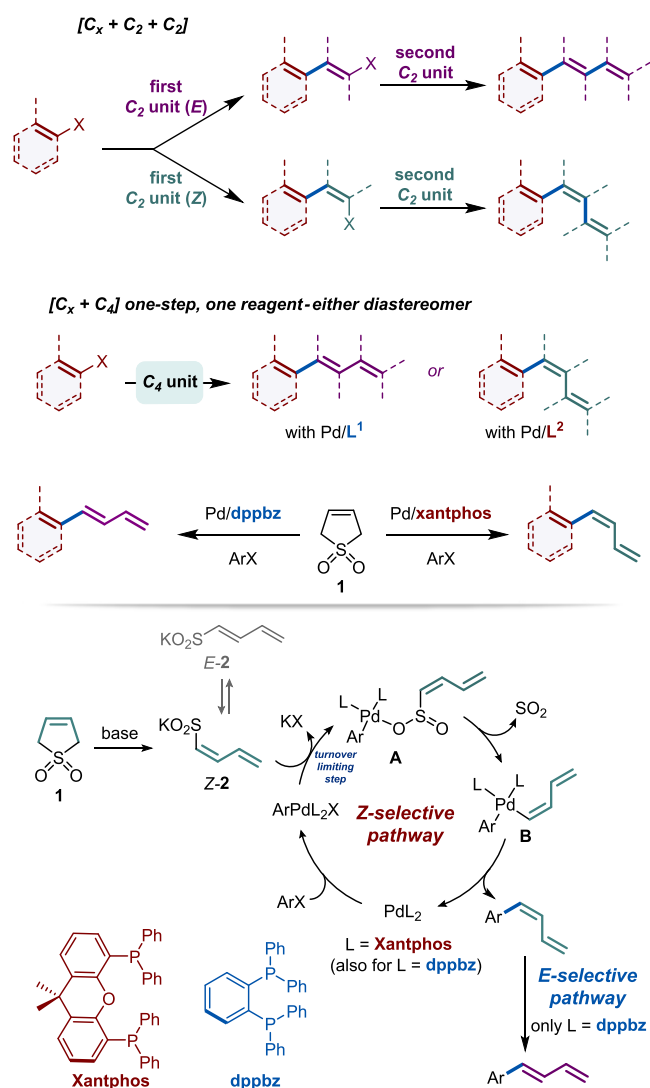 [Cx + C2 + C2]
X
first
C2 unit (E)
first
C2 unit (Z)
X
second
C2 unit
X
second
C2 unit
[Cx + C4] one-step, one reagent-either diastereomer
X
C4 unit
with Pd/L1
or
with Pd/L2
Pd/dppbz
ArX
S
O O
1
Pd/xantphos
ArX
KO2S
E-2
S
O O
1
base
KO2S
Z-2
KX
turnover
limiting
step
L L
Pd
Ar
O
S
O
A
SO2
L L
Pd
Ar
B
ArPdL2X
Z-selective
pathway
ArX
PdL2
L = Xantphos
(also for L = dppbz)
Ar
E-selective
pathway
only L = dppbz
Ar
Ph
P
Ph
O
Ph
P
Ph
Xantphos
Ph
P
Ph
Ph
P
Ph
dppbz